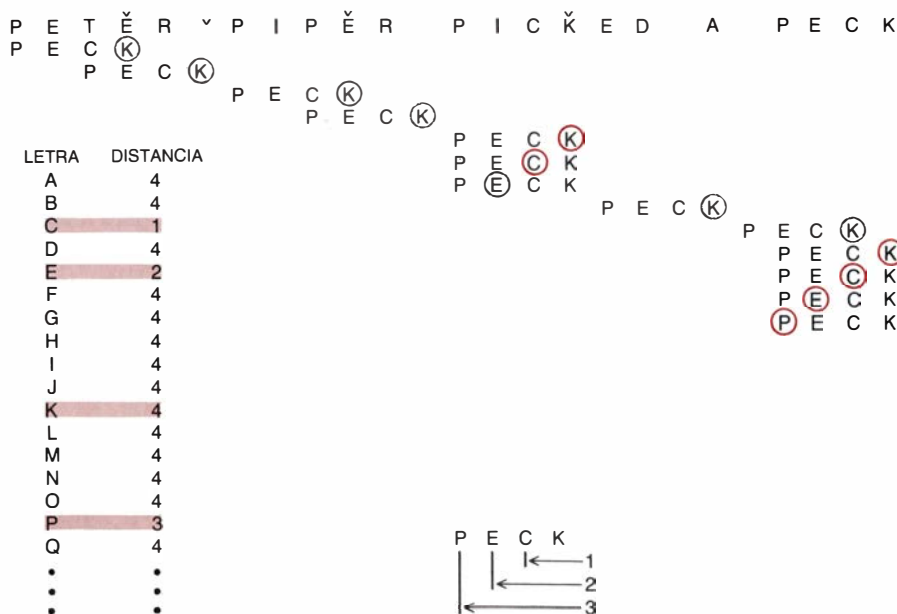 P E T Ě R ˇ P I P Ě R P I C Ǩ E D A P E C K
P E C K
P E C K
P E C K
P E C K
P E C K
LETRA DISTANCIA
P E C K
A 4
P E C K
B 4
P E C K
C 1
P E C K
D 4
P E C K
E 2
P E C K
F 4
P E C K
G 4
P E C K
H 4
I 4
J 4
K 4
L 4
M 4
N 4
O 4
P 3
Q 4
P E C K
1
2
3